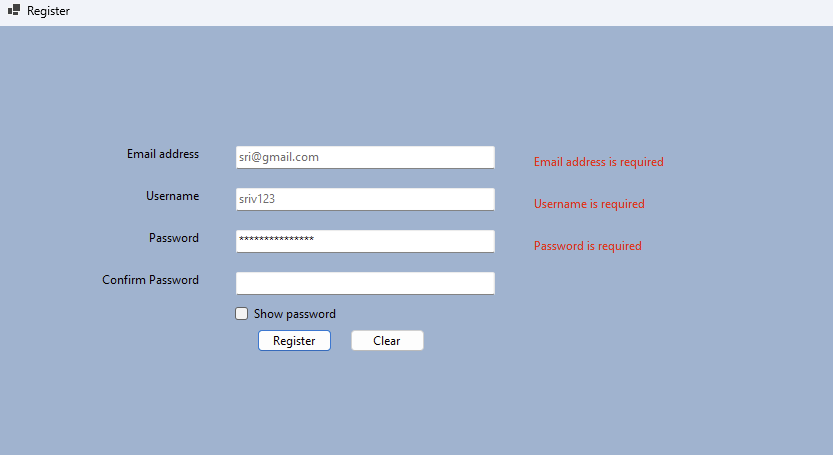 Register
Email address sri@gmail.com Email address is required
Username sriv123 Username is required
Password *************** Password is required
Confirm Password
Show password
Register Clear